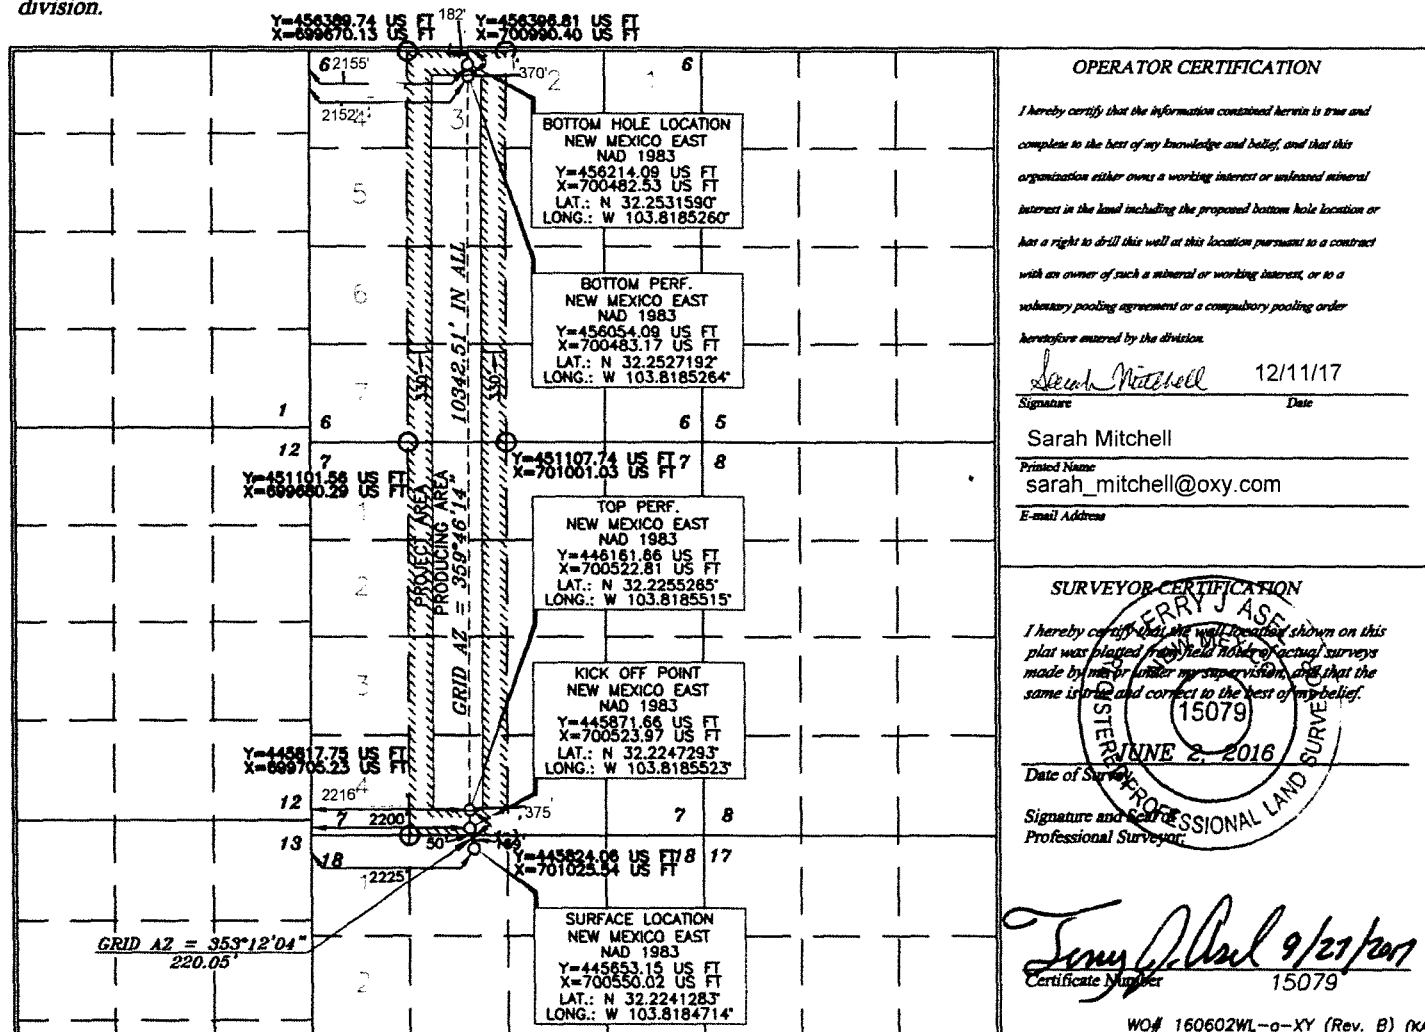 division.
Y=456389.74 US FT
X=699670.13 US FT
182'
Y=456396.81 US FT
X=700990.40 US FT
6
2155'
370'
2
1
6
2152'
4
3
BOTTOM HOLE LOCATION
NEW MEXICO EAST
NAD 1983
Y=456214.09 US FT
X=700482.53 US FT
LAT.: N 32.2531590°
LONG.: W 103.8185260°
5
BOTTOM PERF.
NEW MEXICO EAST
NAD 1983
Y=456054.09 US FT
X=700483.17 US FT
LAT.: N 32.2527192°
LONG.: W 103.8185264°
6
7
330'
330'
10342.51' IN ALL
GRID AZ = 359°46'14"
PROJECT AREA
PRODUCING AREA
1
6
6
5
12
7
7
8
Y=451101.56 US FT
X=699680.29 US FT
Y=451107.74 US FT
X=701001.03 US FT
1
TOP PERF.
NEW MEXICO EAST
NAD 1983
Y=446161.66 US FT
X=700522.81 US FT
LAT.: N 32.2255265°
LONG.: W 103.8185515°
2
3
KICK OFF POINT
NEW MEXICO EAST
NAD 1983
Y=445871.66 US FT
X=700523.97 US FT
LAT.: N 32.2247293°
LONG.: W 103.8185523°
Y=445817.75 US FT
X=699705.23 US FT
2216'
4
375'
12
7
2200'
7
8
13
18
50'
18
17
Y=445824.06 US FT
X=701025.54 US FT
2225'
1
GRID AZ = 353°12'04"
220.05'
2
SURFACE LOCATION
NEW MEXICO EAST
NAD 1983
Y=445653.15 US FT
X=700550.02 US FT
LAT.: N 32.2241283°
LONG.: W 103.8184714°
OPERATOR CERTIFICATION
I hereby certify that the information contained herein is true and
complete to the best of my knowledge and belief, and that this
organization either owns a working interest or unleased mineral
interest in the land including the proposed bottom hole location or
has a right to drill this well at this location pursuant to a contract
with an owner of such a mineral or working interest, or to a
voluntary pooling agreement or a compulsory pooling order
heretofore entered by the division.
Sarah Mitchell 12/11/17
Signature Date
Sarah Mitchell
Printed Name
sarah_mitchell@oxy.com
E-mail Address
SURVEYOR CERTIFICATION
I hereby certify that the well location shown on this
plat was plotted from field notes of actual surveys
made by me or under my supervision, and that the
same is true and correct to the best of my belief.
TERRY J. ASEL
NEW MEXICO
15079
REGISTERED PROFESSIONAL LAND SURVEYOR
JUNE 2, 2016
Date of Survey
Signature and Seal of
Professional Surveyor:
Terry J. Asel 9/27/2017
Certificate Number 15079
WO# 160602WL-a-XY (Rev. B)